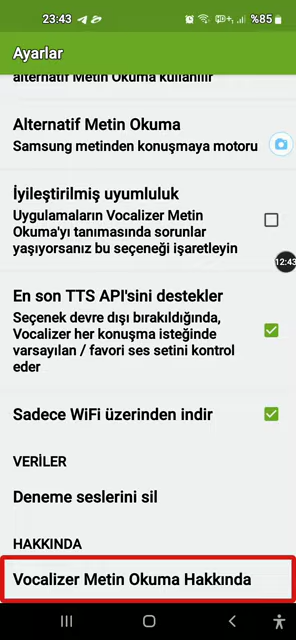 23:43 %85
Ayarlar
alternatif Metin Okuma kullanılır
Alternatif Metin Okuma
Samsung metinden konuşmaya motoru
İyileştirilmiş uyumluluk
Uygulamaların Vocalizer Metin
Okuma'yı tanımasında sorunlar
yaşıyorsanız bu seçeneği işaretleyin
12:43
En son TTS API'sini destekler
Seçenek devre dışı bırakıldığında,
Vocalizer her konuşma isteğinde
varsayılan / favori ses setini kontrol
eder
Sadece WiFi üzerinden indir
VERİLER
Deneme seslerini sil
HAKKINDA
Vocalizer Metin Okuma Hakkında